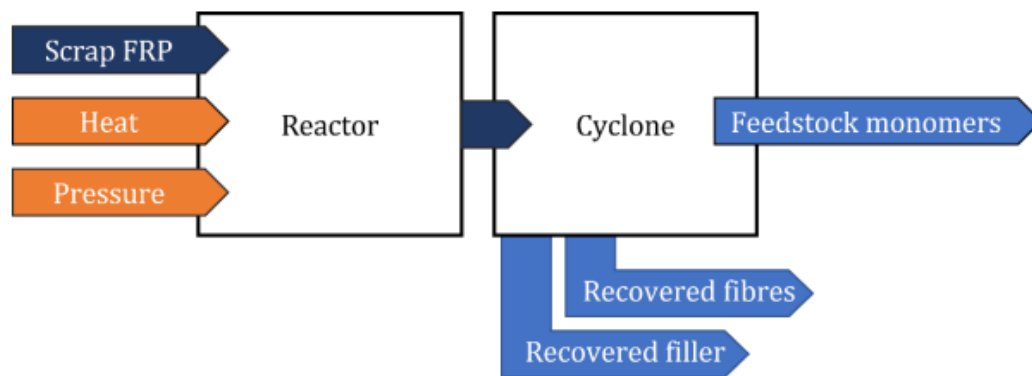 Scrap FRP
Heat
Pressure
Reactor
Cyclone
Feedstock monomers
Recovered fibres
Recovered filler